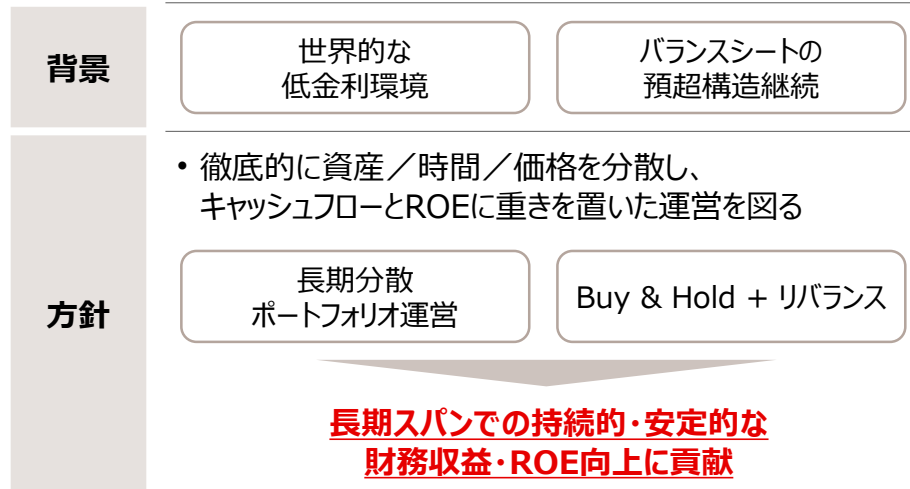 背景
世界的な
低金利環境
バランスシートの
預超構造継続
方針
・徹底的に資産／時間／価格を分散し、
キャッシュフローとROEに重きを置いた運営を図る
長期分散
ポートフォリオ運営
Buy & Hold + リバランス
長期スパンでの持続的・安定的な
財務収益・ROE向上に貢献